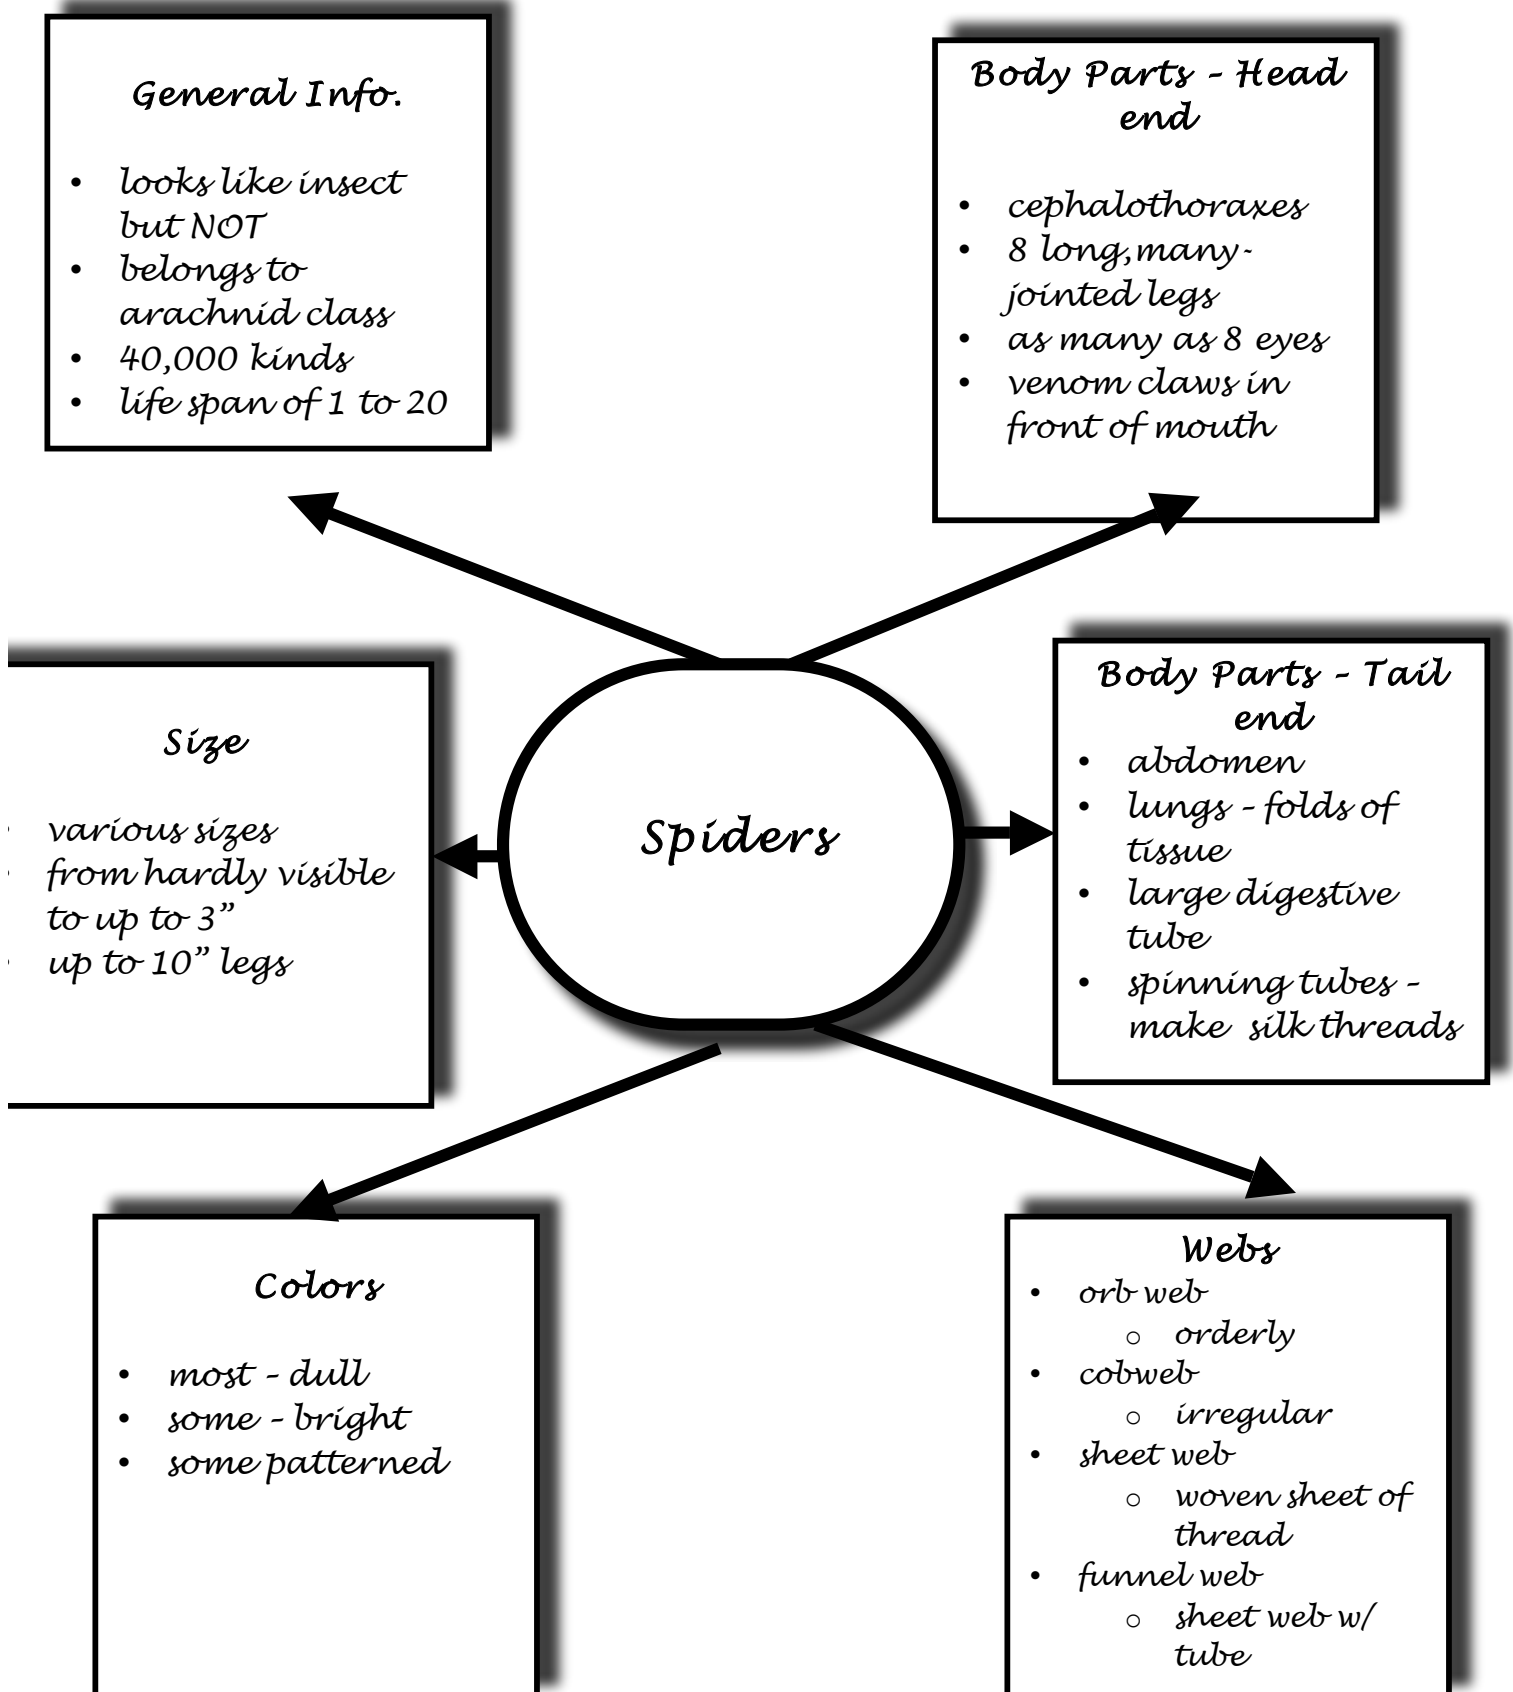 General Info.
• looks like insect
but NOT
• belongs to
arachnid class
• 40,000 kinds
• life span of 1 to 20
Body Parts – Head
end
• cephalothoraxes
• 8 long,many-
jointed legs
• as many as 8 eyes
• venom claws in
front of mouth
Size
• various sizes
• from hardly visible
to up to 3”
• up to 10” legs
Spiders
Body Parts – Tail
end
• abdomen
• lungs – folds of
tissue
• large digestive
tube
• spinning tubes –
make silk threads
Colors
• most – dull
• some – bright
• some patterned
Webs
• orb web
o orderly
• cobweb
o irregular
• sheet web
o woven sheet of
thread
• funnel web
o sheet web w/
tube